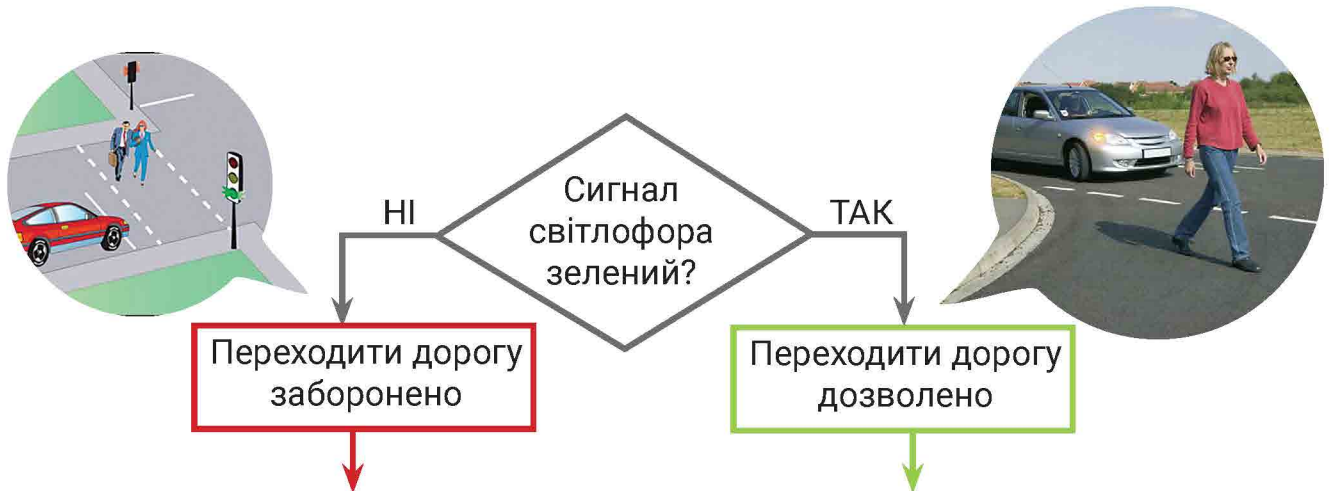 Сигнал
світлофора
зелений?
НІ
ТАК
Переходити дорогу
заборонено
Переходити дорогу
дозволено